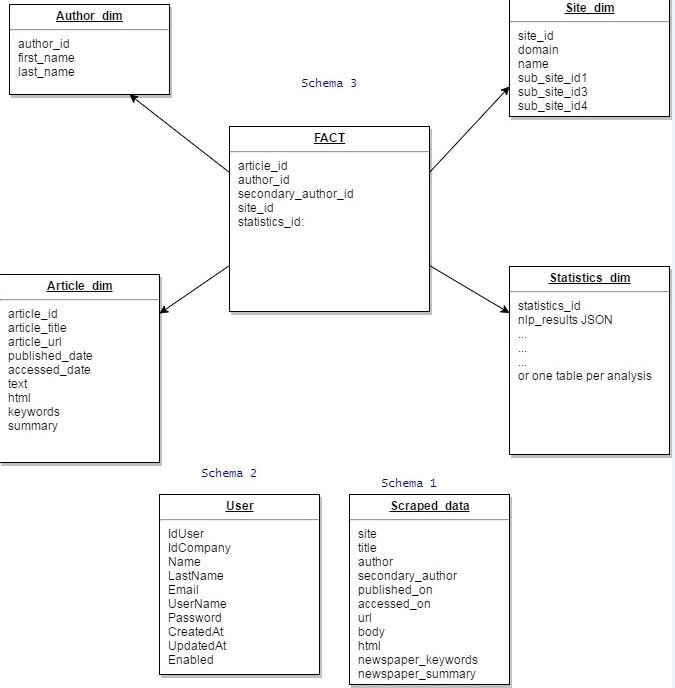 Author_dim
author_id
first_name
last_name
Site_dim
site_id
domain
name
sub_site_id1
sub_site_id3
sub_site_id4
Schema 3
FACT
article_id
author_id
secondary_author_id
site_id
statistics_id:
Article_dim
article_id
article_title
article_url
published_date
accessed_date
text
html
keywords
summary
Statistics_dim
statistics_id
nlp_results JSON
...
...
...
or one table per analysis
Schema 2
User
IdUser
IdCompany
Name
LastName
Email
UserName
Password
CreatedAt
UpdatedAt
Enabled
Schema 1
Scraped_data
site
title
author
secondary_author
published_on
accessed_on
url
body
html
newspaper_keywords
newspaper_summary